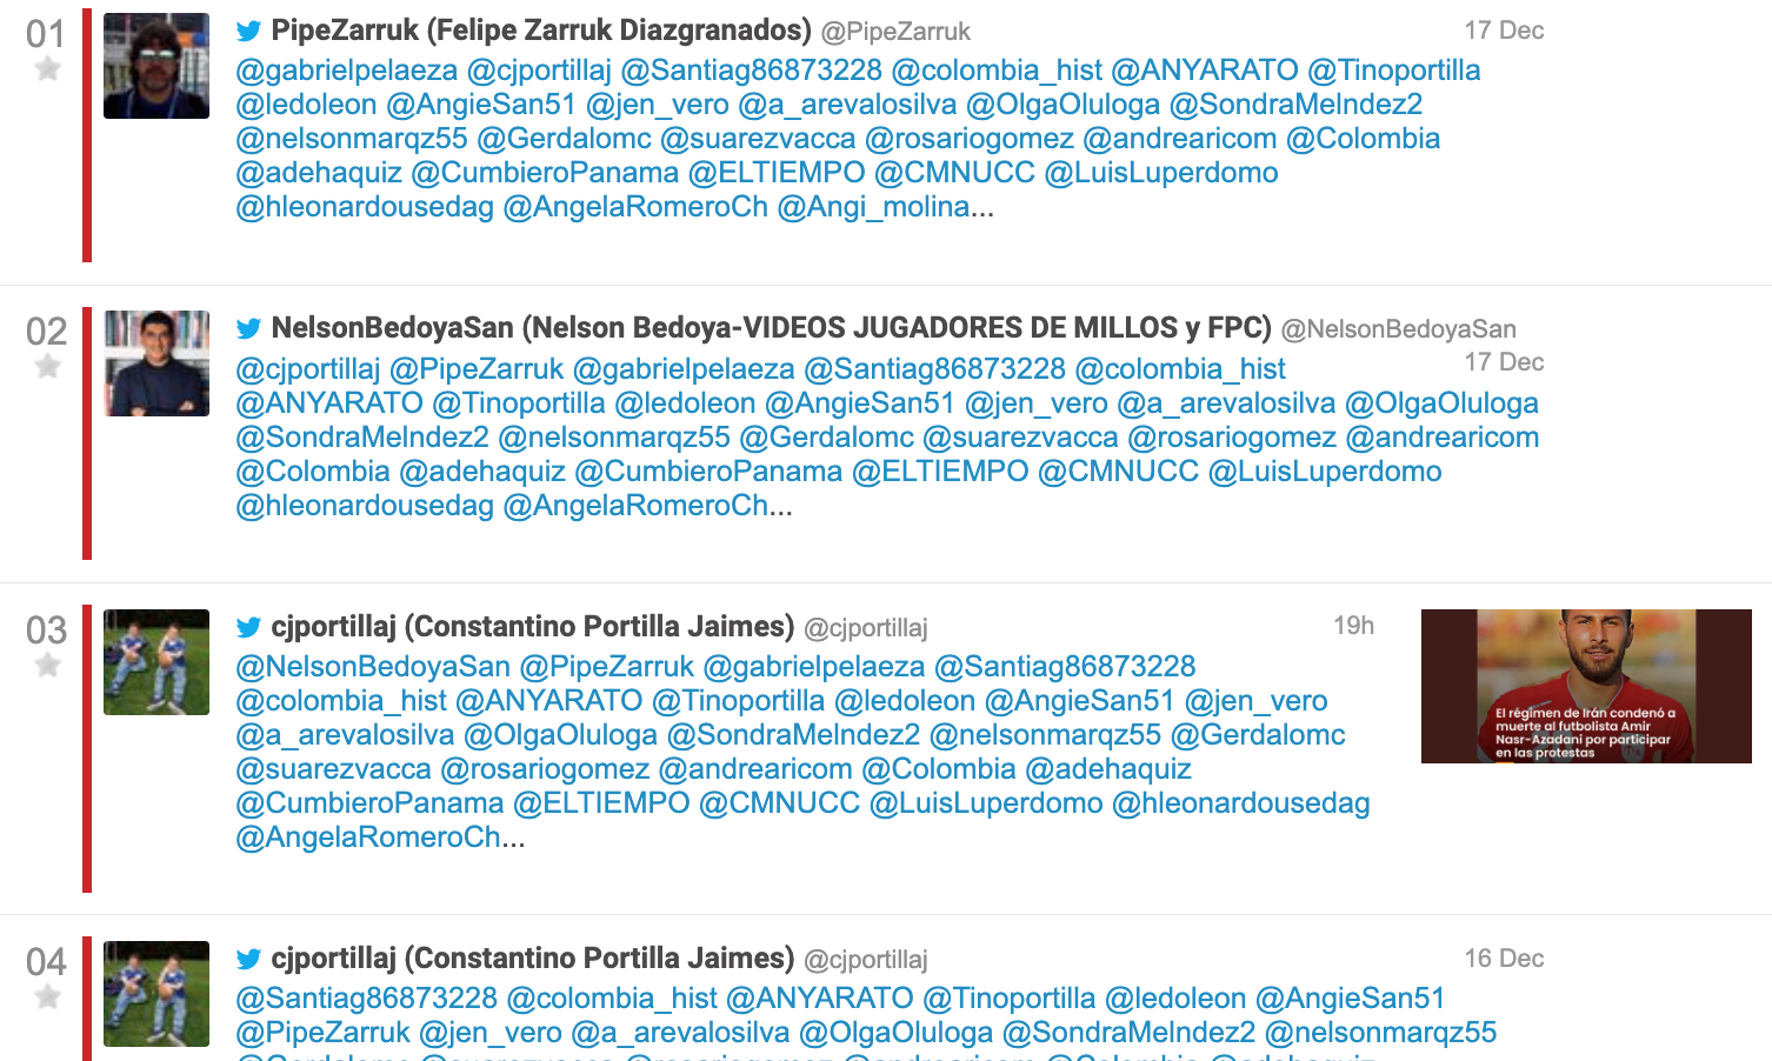 01
PipeZarruk (Felipe Zarruk Diazgranados) @PipeZarruk 17 Dec
@gabrielpelaeza @cjportillaj @Santiag86873228 @colombia_hist @ANYARATO @Tinoportilla
@ledoleon @AngieSan51 @jen_vero @a_arevalosilva @OlgaOluloga @SondraMelndez2
@nelsonmarqz55 @Gerdalomc @suarezvacca @rosariogomez @andrearicom @Colombia
@adehaquiz @CumbieroPanama @ELTIEMPO @CMNUCC @LuisLuperdomo
@hleonardousedag @AngelaRomeroCh @Angi_molina...
02
NelsonBedoyaSan (Nelson Bedoya-VIDEOS JUGADORES DE MILLOS y FPC) @NelsonBedoyaSan
17 Dec
@cjportillaj @PipeZarruk @gabrielpelaeza @Santiag86873228 @colombia_hist
@ANYARATO @Tinoportilla @ledoleon @AngieSan51 @jen_vero @a_arevalosilva @OlgaOluloga
@SondraMelndez2 @nelsonmarqz55 @Gerdalomc @suarezvacca @rosariogomez @andrearicom
@Colombia @adehaquiz @CumbieroPanama @ELTIEMPO @CMNUCC @LuisLuperdomo
@hleonardousedag @AngelaRomeroCh...
03
cjportillaj (Constantino Portilla Jaimes) @cjportillaj 19h
@NelsonBedoyaSan @PipeZarruk @gabrielpelaeza @Santiag86873228
@colombia_hist @ANYARATO @Tinoportilla @ledoleon @AngieSan51 @jen_vero
@a_arevalosilva @OlgaOluloga @SondraMelndez2 @nelsonmarqz55 @Gerdalomc
@suarezvacca @rosariogomez @andrearicom @Colombia @adehaquiz
@CumbieroPanama @ELTIEMPO @CMNUCC @LuisLuperdomo @hleonardousedag
@AngelaRomeroCh...
El régimen de Irán condenó a
muerte al futbolista Amir
Nasr-Azadani por participar
en las protestas
04
cjportillaj (Constantino Portilla Jaimes) @cjportillaj 16 Dec
@Santiag86873228 @colombia_hist @ANYARATO @Tinoportilla @ledoleon @AngieSan51
@PipeZarruk @jen_vero @a_arevalosilva @OlgaOluloga @SondraMelndez2 @nelsonmarqz55
@Gerdalomc @suarezvacca @rosariogomez @andrearicom @Colombia @adehaquiz